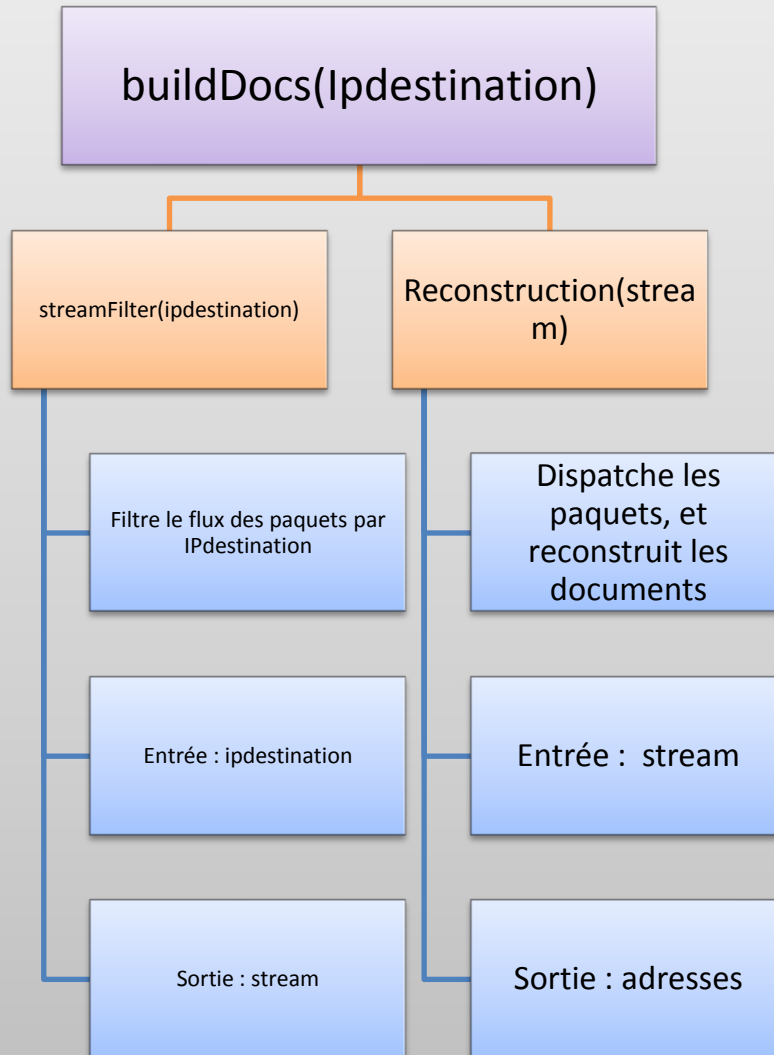 buildDocs(Ipdestination)
streamFilter(ipdestination)
Reconstruction(strea
m)
Filtre le flux des paquets par
IPdestination
Dispatche les
paquets, et
reconstruit les
documents
Entrée : ipdestination
Entrée :  stream
Sortie : stream
Sortie : adresses